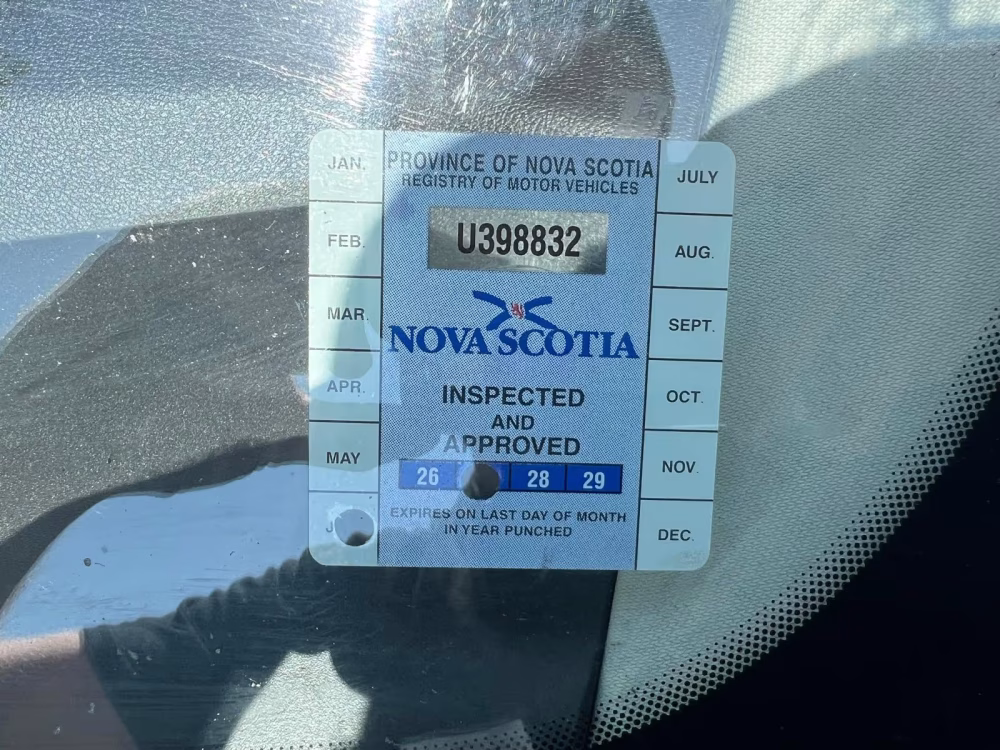 JAN.
FEB.
MAR.
APR.
MAY
PROVINCE OF NOVA SCOTIA
REGISTRY OF MOTOR VEHICLES
U398832
NOVA SCOTIA
INSPECTED
AND
APPROVED
26 28 29
EXPIRES ON LAST DAY OF MONTH
IN YEAR PUNCHED
JULY
AUG.
SEPT.
OCT.
NOV.
DEC.